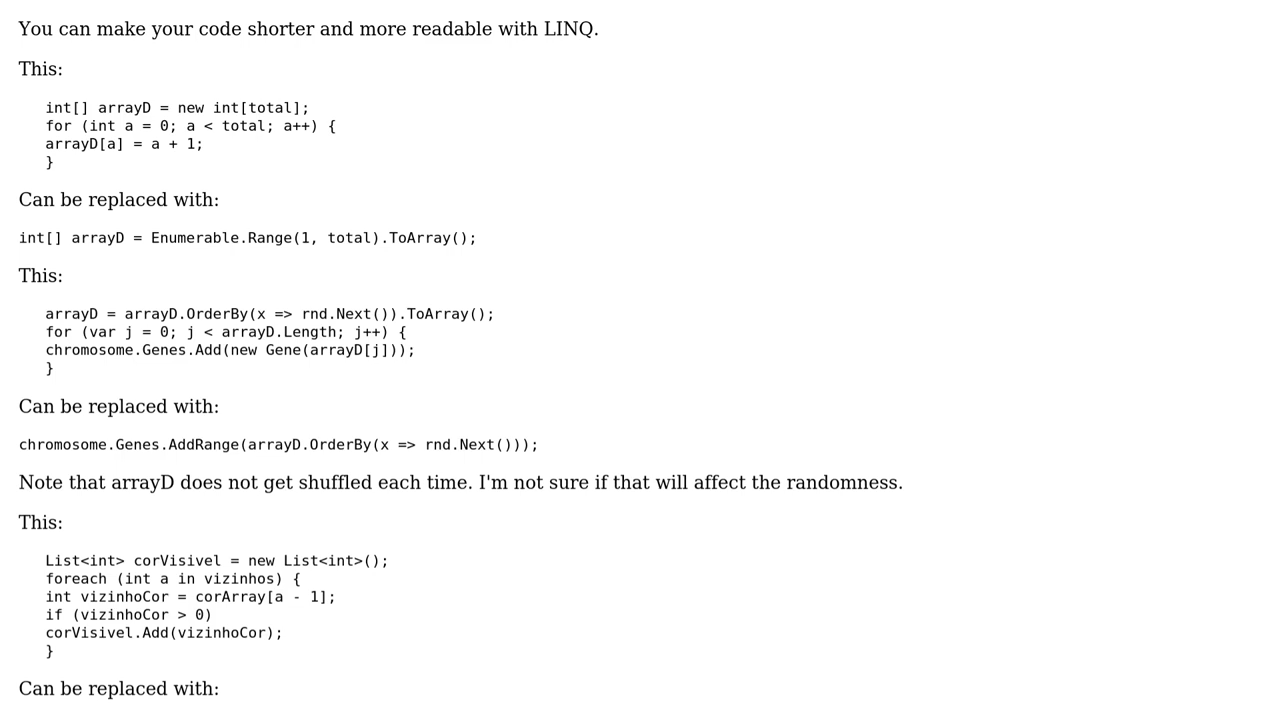 You can make your code shorter and more readable with LINQ.
This:
int[] arrayD = new int[total];
for (int a = 0; a < total; a++) {
arrayD[a] = a + 1;
}
Can be replaced with:
int[] arrayD = Enumerable.Range(1, total).ToArray();
This:
arrayD = arrayD.OrderBy(x => rnd.Next()).ToArray();
for (var j = 0; j < arrayD.Length; j++) {
chromosome.Genes.Add(new Gene(arrayD[j]));
}
Can be replaced with:
chromosome.Genes.AddRange(arrayD.OrderBy(x => rnd.Next()));
Note that arrayD does not get shuffled each time. I'm not sure if that will affect the randomness.
This:
List<int> corVisivel = new List<int>();
foreach (int a in vizinhos) {
int vizinhoCor = corArray[a - 1];
if (vizinhoCor > 0)
corVisivel.Add(vizinhoCor);
}
Can be replaced with: